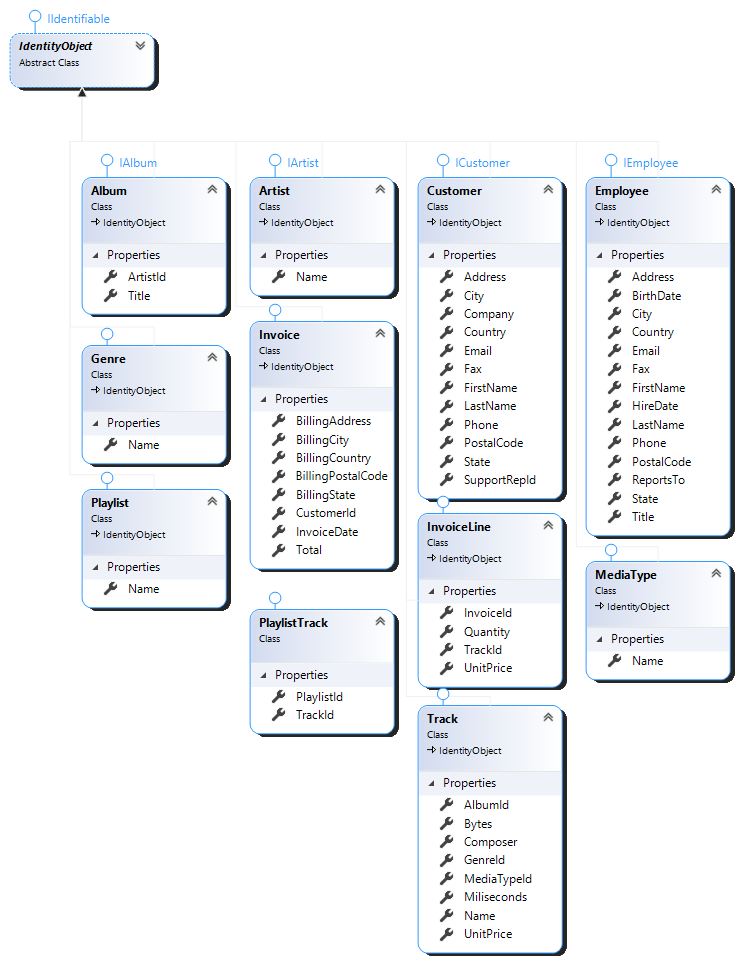 IIdentifiable
IdentityObject
Abstract Class
IAlbum
Album
Class
IdentityObject
Properties
ArtistId
Title
Genre
Class
IdentityObject
Properties
Name
Playlist
Class
IdentityObject
Properties
Name
IArtist
Artist
Class
IdentityObject
Properties
Name
Invoice
Class
IdentityObject
Properties
BillingAddress
BillingCity
BillingCountry
BillingPostalCode
BillingState
CustomerId
InvoiceDate
Total
PlaylistTrack
Class
Properties
PlaylistId
TrackId
ICustomer
Customer
Class
IdentityObject
Properties
Address
City
Company
Country
Email
Fax
FirstName
LastName
Phone
PostalCode
State
SupportRepId
InvoiceLine
Class
IdentityObject
Properties
InvoiceId
Quantity
TrackId
UnitPrice
Track
Class
IdentityObject
Properties
AlbumId
Bytes
Composer
GenreId
MediaTypeId
Miliseconds
Name
UnitPrice
IEmployee
Employee
Class
IdentityObject
Properties
Address
BirthDate
City
Country
Email
Fax
FirstName
HireDate
LastName
Phone
PostalCode
ReportsTo
State
Title
MediaType
Class
IdentityObject
Properties
Name